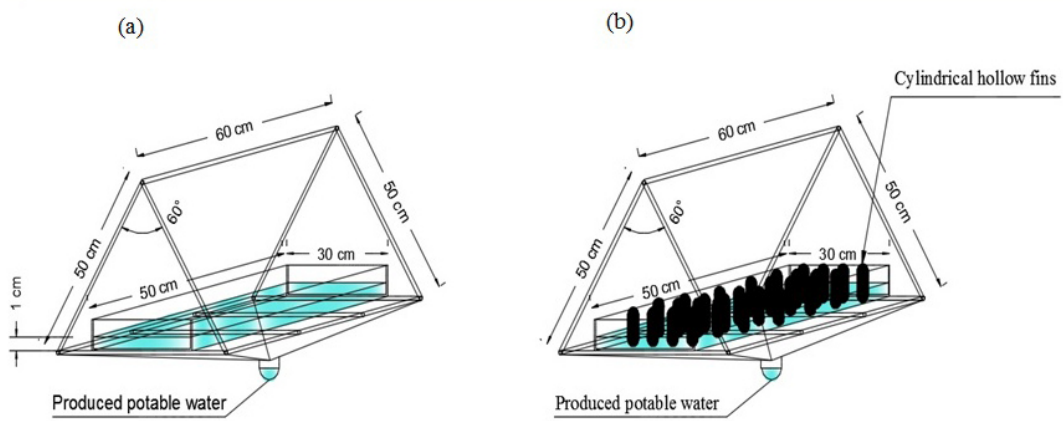 (a)
60 cm
50 cm
60°
50 cm
30 cm
50 cm
1 cm
Produced potable water
(b)
Cylindrical hollow fins
60 cm
50 cm
60°
50 cm
30 cm
50 cm
Produced potable water